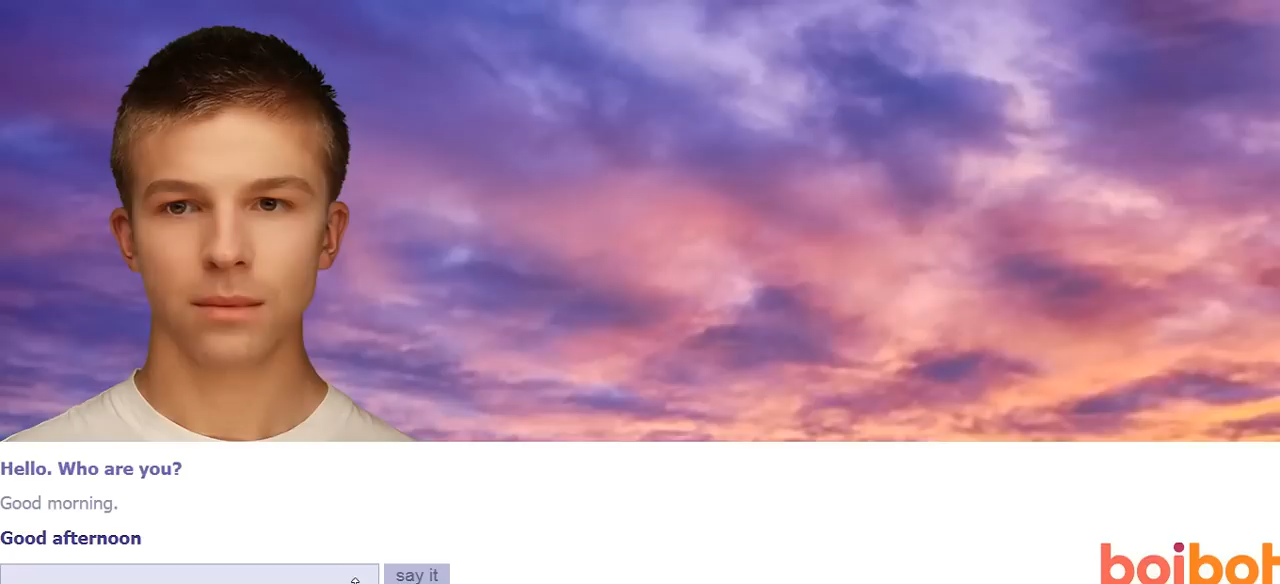 Hello. Who are you?
Good morning.
Good afternoon
say it
boibot